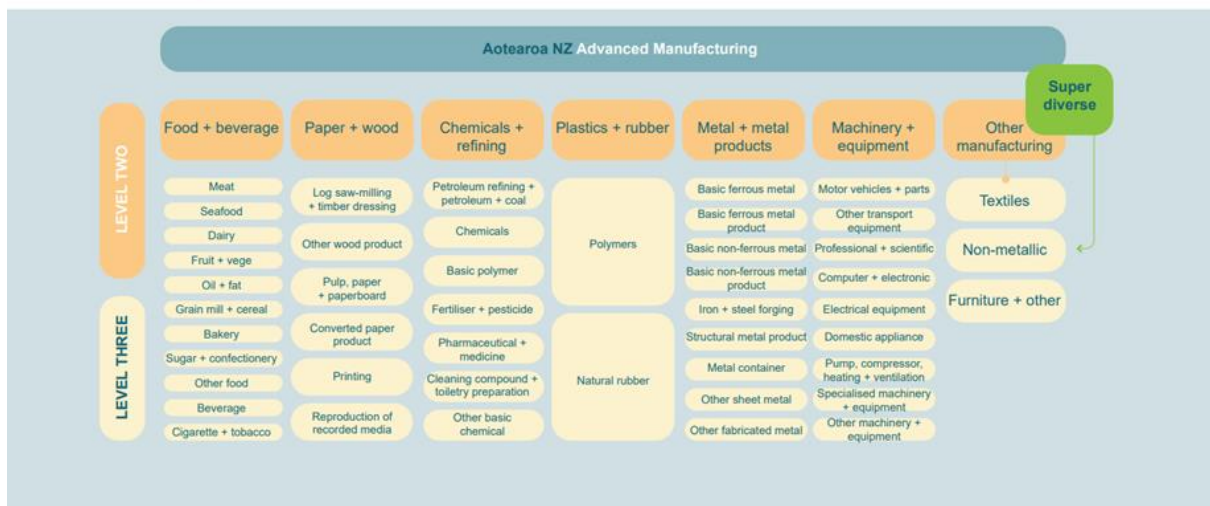 Aotearoa NZ Advanced Manufacturing
Super
diverse
LEVEL TWO
Food + beverage
Paper + wood
Chemicals +
refining
Plastics + rubber
Metal + metal
products
Machinery +
equipment
Other
manufacturing
LEVEL THREE
Meat
Seafood
Dairy
Fruit + vege
Oil + fat
Grain mill + cereal
Bakery
Sugar + confectionery
Other food
Beverage
Cigarette + tobacco
Log saw-milling
+ timber dressing
Other wood product
Pulp, paper
+ paperboard
Converted paper
product
Printing
Reproduction of
recorded media
Petroleum refining +
petroleum + coal
Chemicals
Basic polymer
Fertiliser + pesticide
Pharmaceutical +
medicine
Cleaning compound +
toiletry preparation
Other basic
chemical
Polymers
Natural rubber
Basic ferrous metal
Basic ferrous metal
product
Basic non-ferrous metal
Basic non-ferrous metal
product
Iron + steel forging
Structural metal product
Metal container
Other sheet metal
Other fabricated metal
Motor vehicles + parts
Other transport
equipment
Professional + scientific
Computer + electronic
Electrical equipment
Domestic appliance
Pump, compressor,
heating + ventilation
Specialised machinery
+ equipment
Other machinery +
equipment
Textiles
Non-metallic
Furniture + other